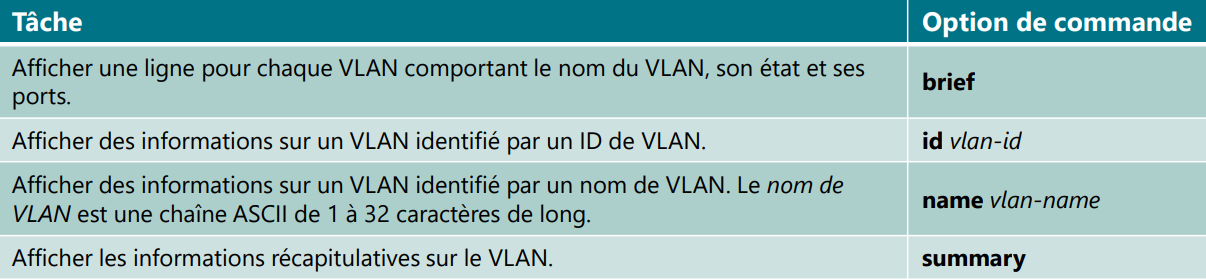 Tâche
Option de commande
Afficher une ligne pour chaque VLAN comportant le nom du VLAN, son état et ses
ports.
brief
Afficher des informations sur un VLAN identifié par un ID de VLAN.
id vlan-id
Afficher des informations sur un VLAN identifié par un nom de VLAN. Le nom de
VLAN est une chaîne ASCII de 1 à 32 caractères de long.
name vlan-name
Afficher les informations récapitulatives sur le VLAN.
summary